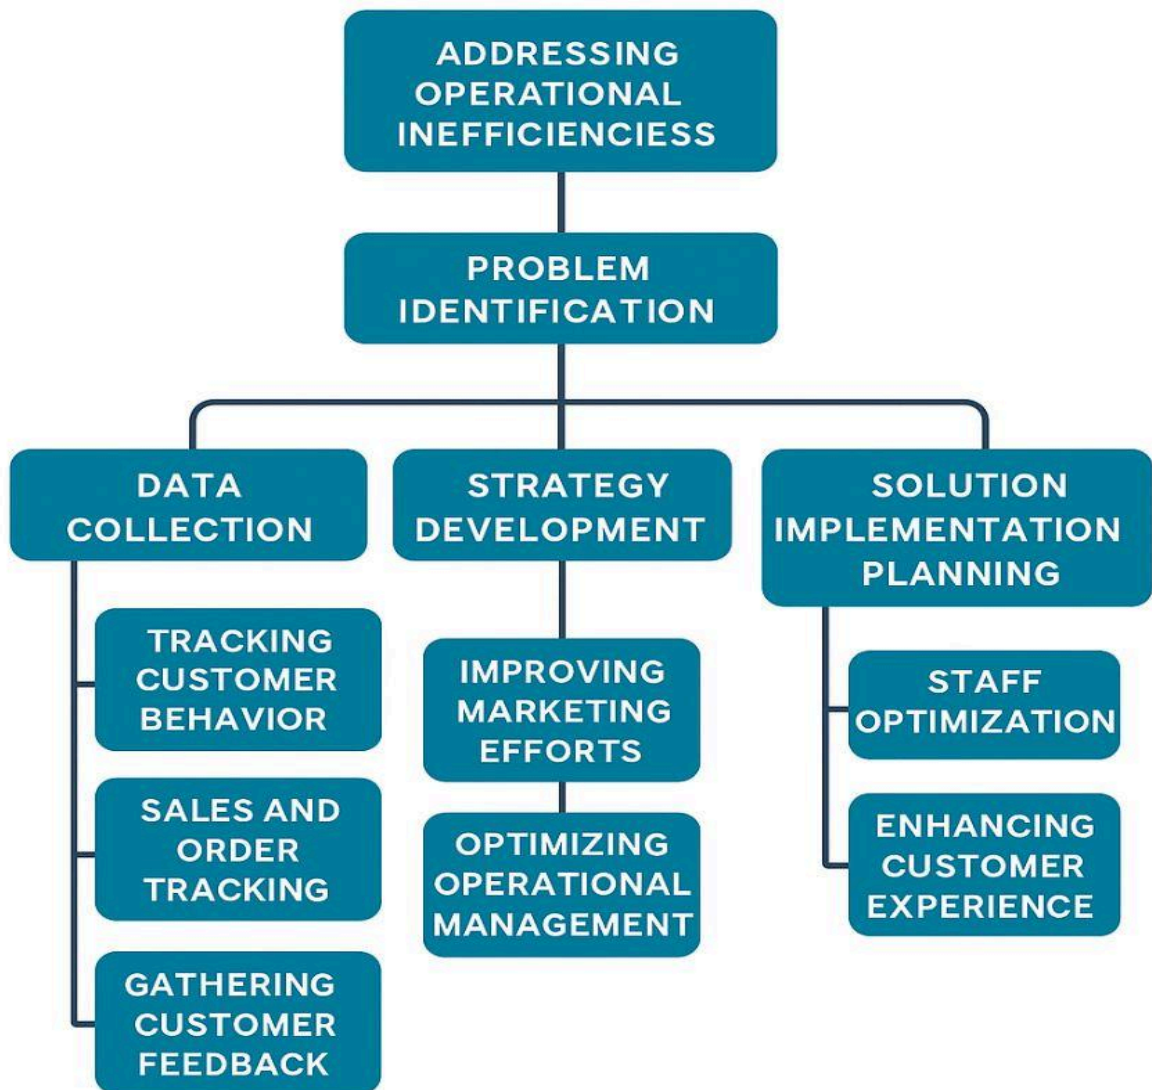 ADDRESSING
OPERATIONAL
INEFFICIENCIESS
PROBLEM
IDENTIFICATION
DATA
COLLECTION
TRACKING
CUSTOMER
BEHAVIOR
SALES AND
ORDER
TRACKING
GATHERING
CUSTOMER
FEEDBACK
STRATEGY
DEVELOPMENT
IMPROVING
MARKETING
EFFORTS
OPTIMIZING
OPERATIONAL
MANAGEMENT
SOLUTION
IMPLEMENTATION
PLANNING
STAFF
OPTIMIZATION
ENHANCING
CUSTOMER
EXPERIENCE